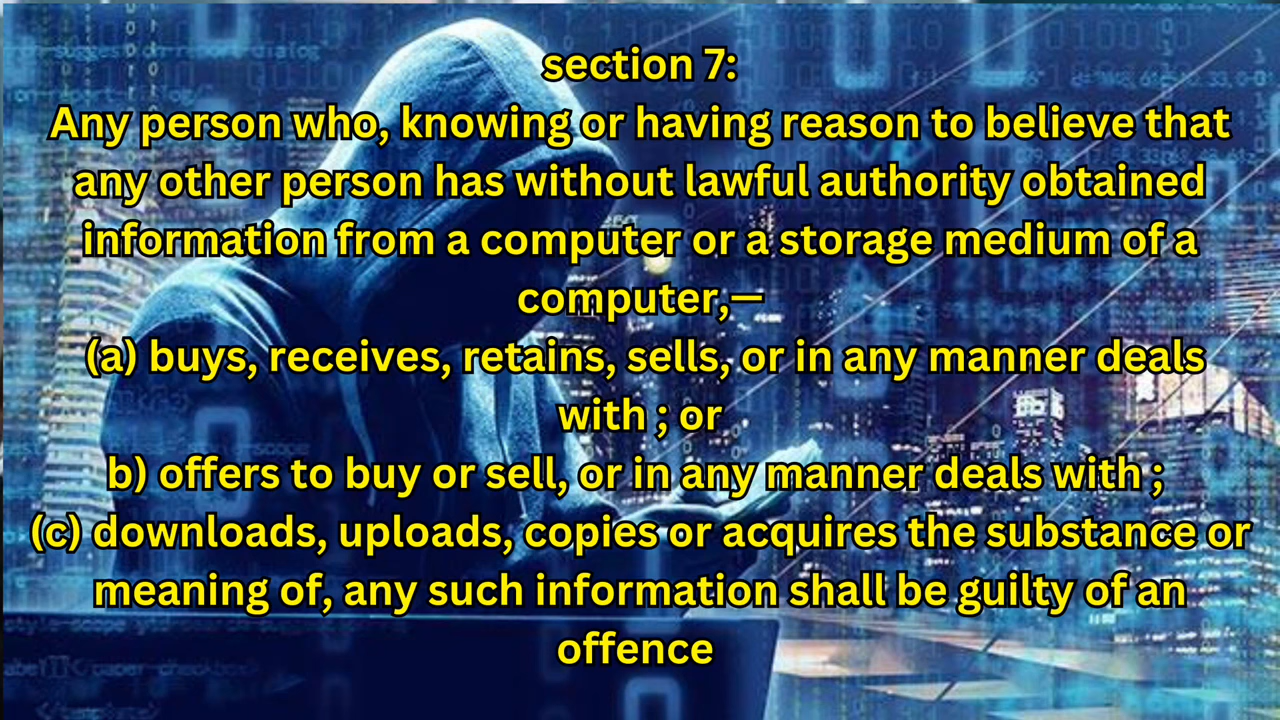 section 7:
Any person who, knowing or having reason to believe that
any other person has without lawful authority obtained
information from a computer or a storage medium of a
computer,—
(a) buys, receives, retains, sells, or in any manner deals
with ; or
b) offers to buy or sell, or in any manner deals with ;
(c) downloads, uploads, copies or acquires the substance or
meaning of, any such information shall be guilty of an
offence